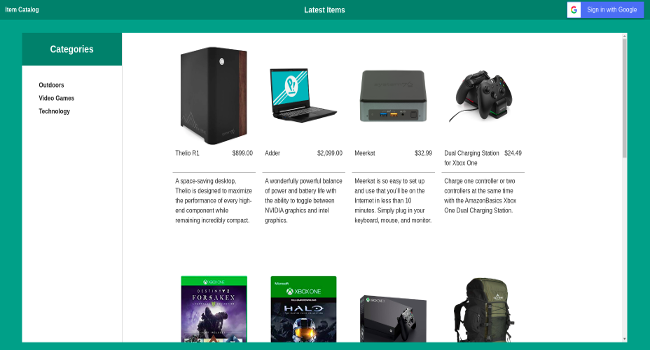 Item Catalog
Latest Items
Sign in with Google
Categories
Outdoors
Video Games
Technology
Thelio R1 $899.00
A space-saving desktop,
Thelio is designed to maximize
the performance of every high-
end component while
remaining incredibly compact.
Adder $2,099.00
A wonderfully powerful balance
of power and battery life with
the ability to toggle between
NVIDIA graphics and intel
graphics.
Meerkat $32.99
Meerkat is so easy to set up
and use that you'll be on the
Internet in less than 10
minutes. Simply plug in your
keyboard, mouse, and monitor.
Dual Charging Station $24.49
for Xbox One
Charge one controller or two
controllers at the same time
with the AmazonBasics Xbox
One Dual Charging Station.
XBOX ONE
DESTINY 2
FORSAKEN
Microsoft
XBOX ONE
HALO
XBOX ONE X